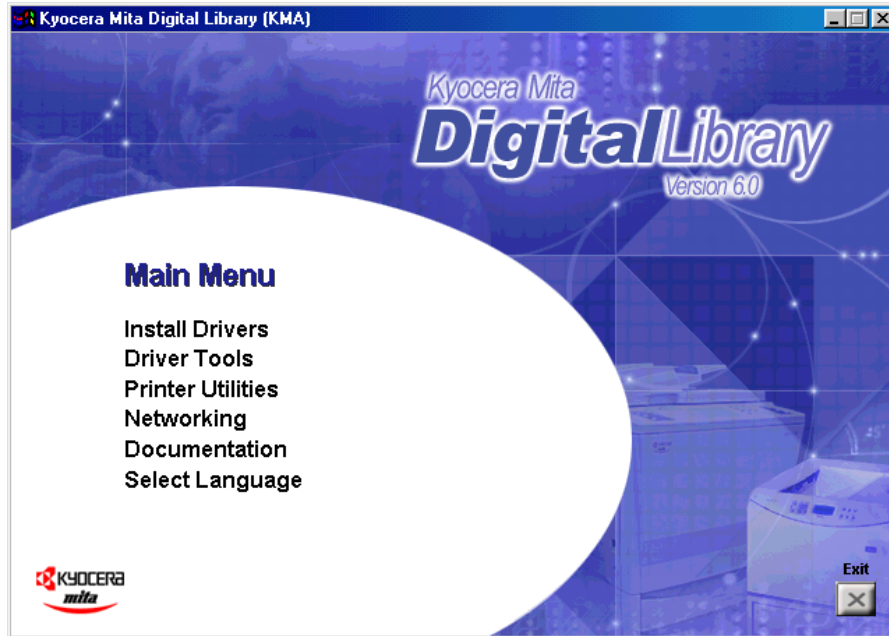 Kyocera Mita Digital Library (KMA)
Kyocera Mita
DigitalLibrary
Version 6.0
Main Menu
Install Drivers
Driver Tools
Printer Utilities
Networking
Documentation
Select Language
KYOCERA
mita
Exit